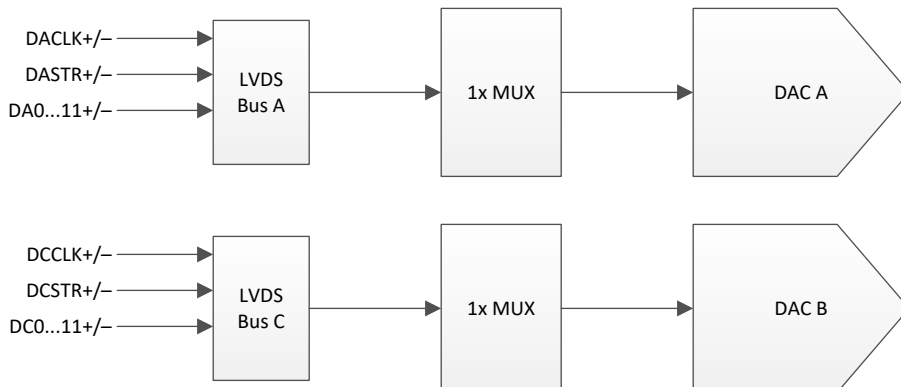 DACLK+/–
DASTR+/–
DA0...11+/–
LVDS
Bus A
1x MUX
DAC A
DCCLK+/–
DCSTR+/–
DC0...11+/–
LVDS
Bus C
1x MUX
DAC B